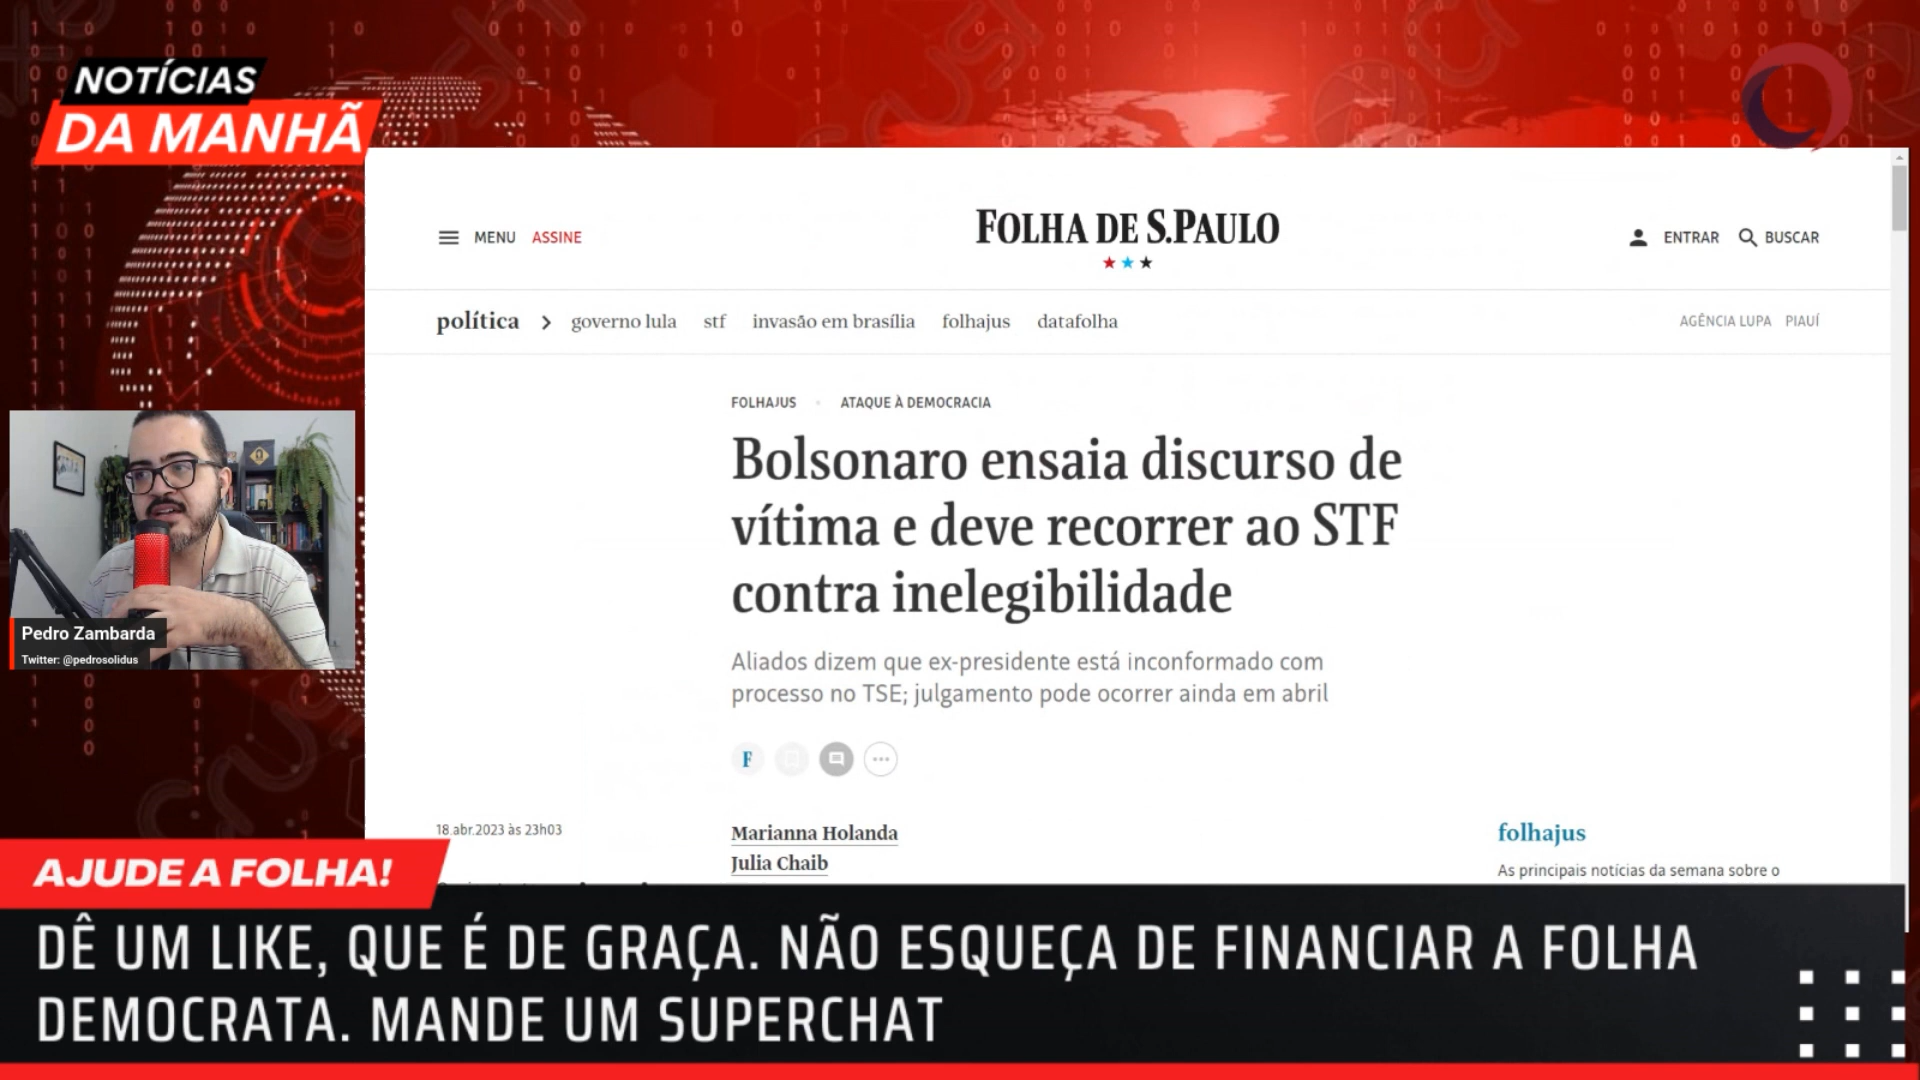 NOTÍCIAS
DA MANHÃ
MENU ASSINE
FOLHA DE S.PAULO
ENTRAR BUSCAR
política governo lula stf invasão em brasília folhajus datafolha
AGÊNCIA LUPA PIAUÍ
FOLHAJUS ATAQUE À DEMOCRACIA
Bolsonaro ensaia discurso de
vítima e deve recorrer ao STF
contra inelegibilidade
Aliados dizem que ex-presidente está inconformado com
processo no TSE; julgamento pode ocorrer ainda em abril
F
Pedro Zambarda
Twitter: @pedrosolidus
18.abr.2023 às 23h03
Marianna Holanda
Julia Chaib
folhajus
As principais notícias da semana sobre o
AJUDE A FOLHA!
DÊ UM LIKE, QUE É DE GRAÇA. NÃO ESQUEÇA DE FINANCIAR A FOLHA
DEMOCRATA. MANDE UM SUPERCHAT